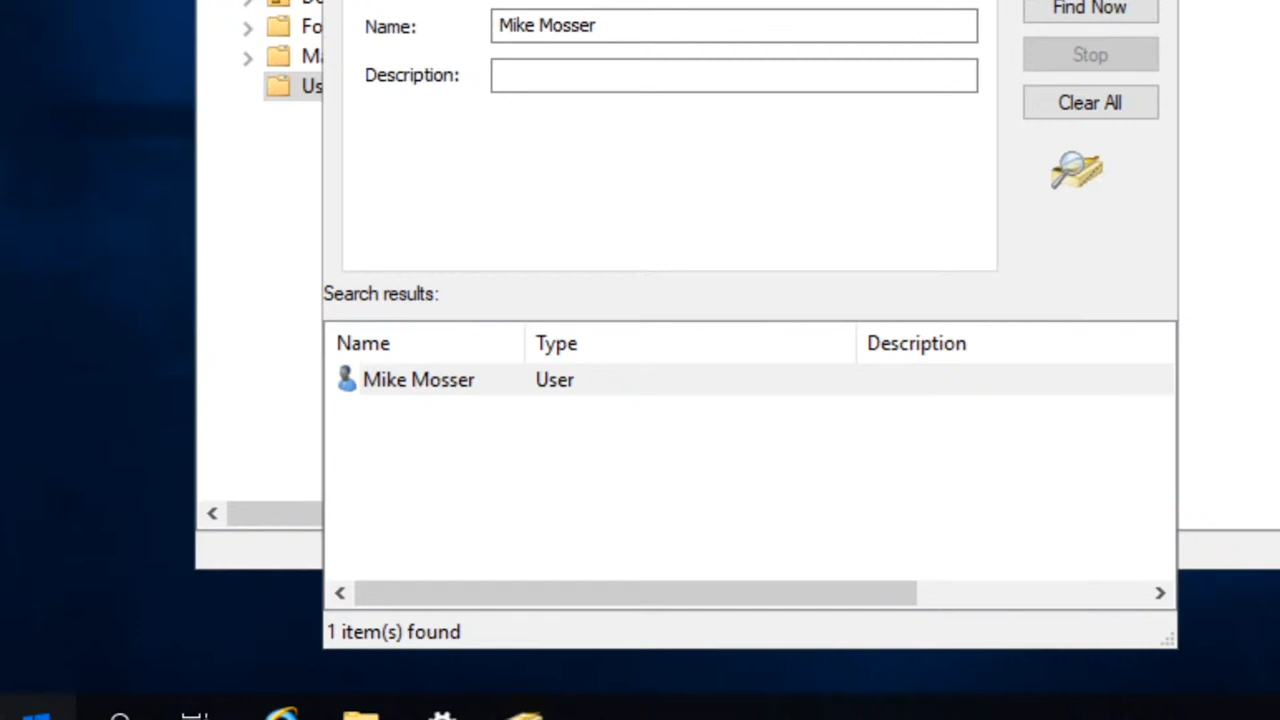 Find Now
Name:
Mike Mosser
Stop
Description:
Clear All
Search results:
Name
Type
Description
Mike Mosser
User
1 item(s) found